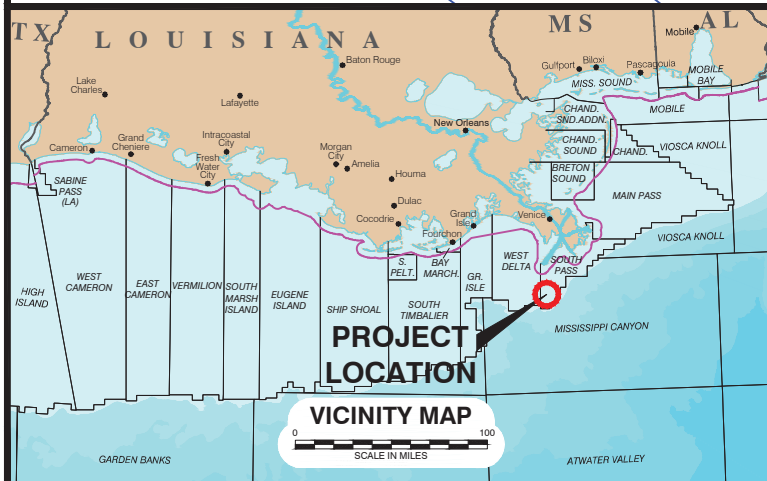 TX
LOUISIANA
MS
AL
Mobile
Baton Rouge
Gulfport
Biloxi
Pascagoula
MISS. SOUND
MOBILE
BAY
Lake
Charles
Lafayette
New Orleans
CHAND.
SND.ADDN.
MOBILE
Cameron
Grand
Cheniere
Intracoastal
City
Fresh
Water
City
Morgan
City
Amelia
Houma
CHAND.
SOUND
CHAND.
VIOSCA KNOLL
BRETON
SOUND
MAIN PASS
SABINE
PASS
(LA)
Dulac
Cocodrie
Grand
Isle
Fourchon
Venice
VIOSCA KNOLL
HIGH
ISLAND
WEST
CAMERON
EAST
CAMERON
VERMILION
SOUTH
MARSH
ISLAND
EUGENE
ISLAND
SHIP SHOAL
S.
PELT.
BAY
MARCH.
SOUTH
TIMBALIER
GR.
ISLE
WEST
DELTA
SOUTH
PASS
MISSISSIPPI CANYON
PROJECT
LOCATION
VICINITY MAP
0 100
SCALE IN MILES
GARDEN BANKS
ATWATER VALLEY